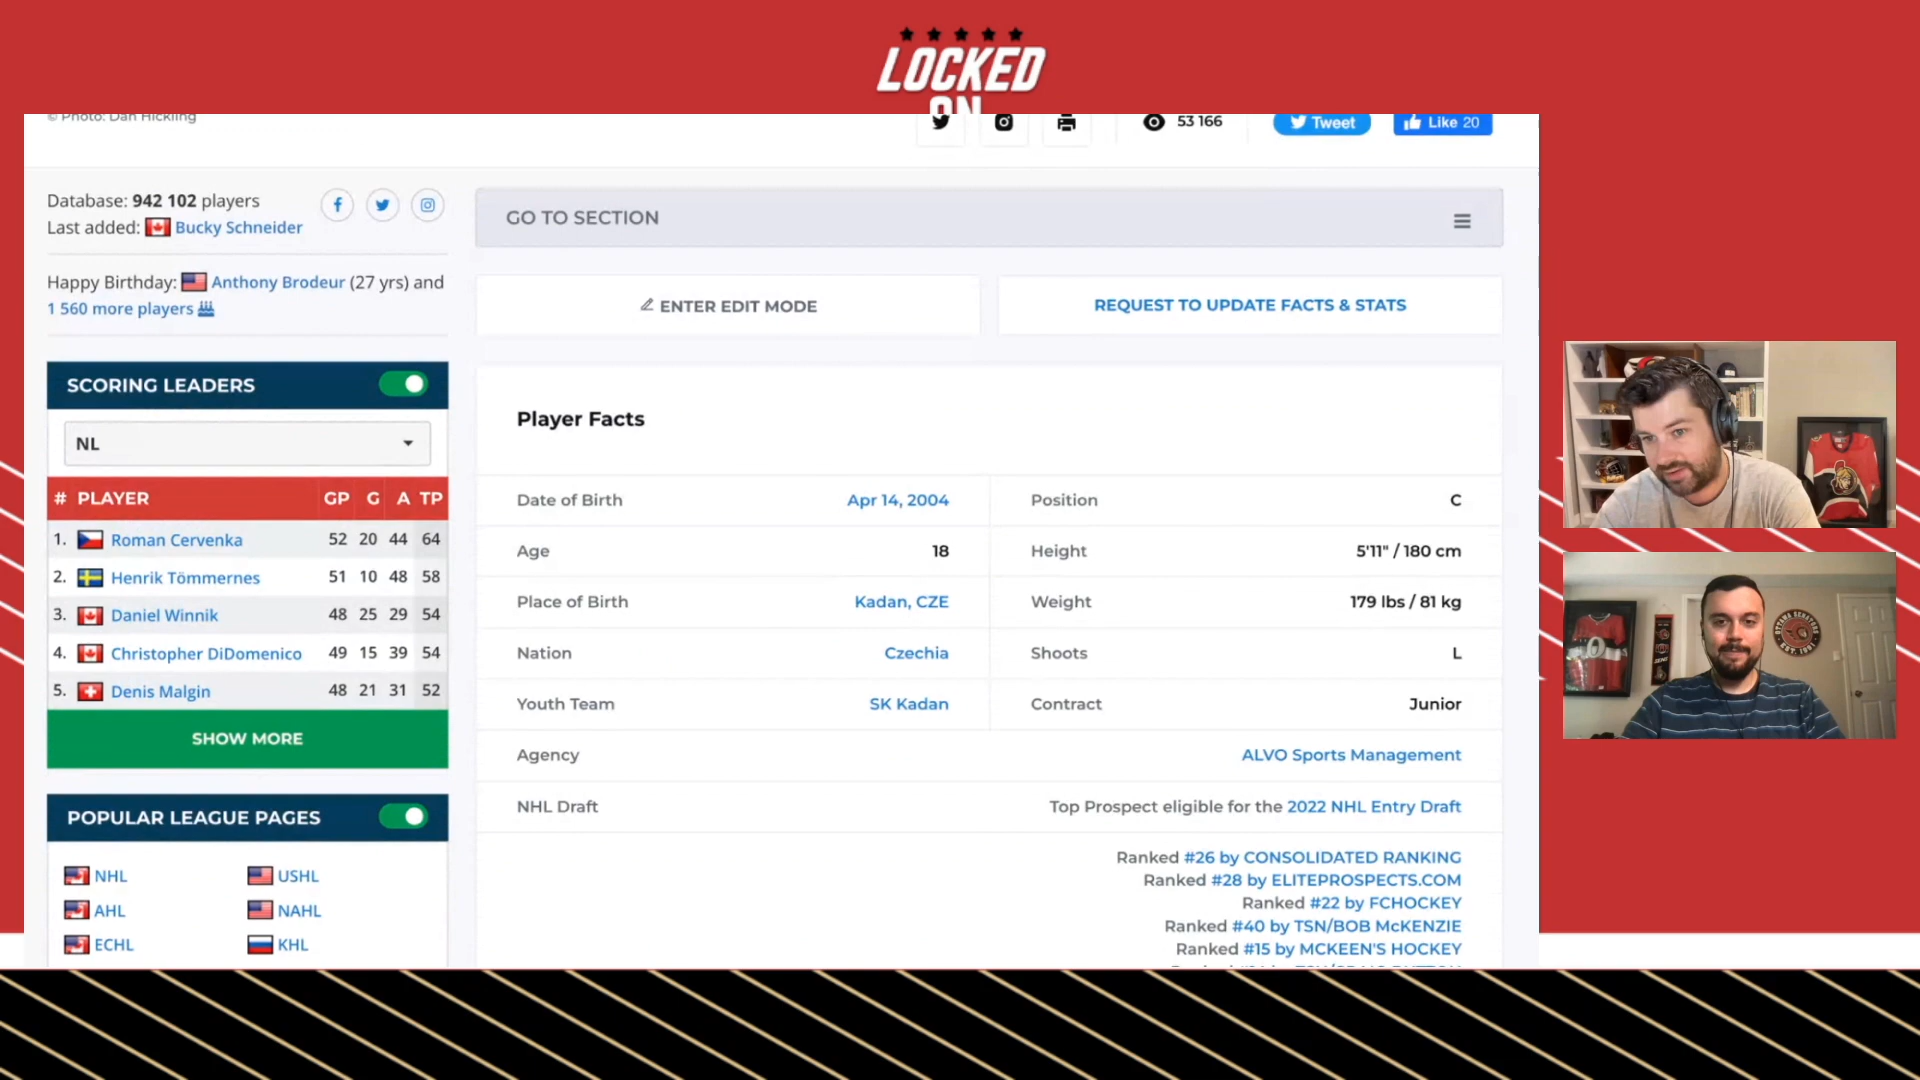 LOCKED
ON
© Photo: Dan Hickling
53 166
Tweet
Like 20
Database: 942 102 players
Last added: Bucky Schneider
Happy Birthday: Anthony Brodeur (27 yrs) and
1 560 more players
GO TO SECTION
ENTER EDIT MODE
REQUEST TO UPDATE FACTS & STATS
SCORING LEADERS
NL
# PLAYER GP G A TP
1. Roman Cervenka 52 20 44 64
2. Henrik Tömmernes 51 10 48 58
3. Daniel Winnik 48 25 29 54
4. Christopher DiDomenico 49 15 39 54
5. Denis Malgin 48 21 31 52
SHOW MORE
POPULAR LEAGUE PAGES
NHL USHL
AHL NAHL
ECHL KHL
Player Facts
Date of Birth Apr 14, 2004 Position C
Age 18 Height 5'11" / 180 cm
Place of Birth Kadan, CZE Weight 179 lbs / 81 kg
Nation Czechia Shoots L
Youth Team SK Kadan Contract Junior
Agency ALVO Sports Management
NHL Draft Top Prospect eligible for the 2022 NHL Entry Draft
Ranked #26 by CONSOLIDATED RANKING
Ranked #28 by ELITEPROSPECTS.COM
Ranked #22 by FCHOCKEY
Ranked #40 by TSN/BOB McKENZIE
Ranked #15 by MCKEEN'S HOCKEY